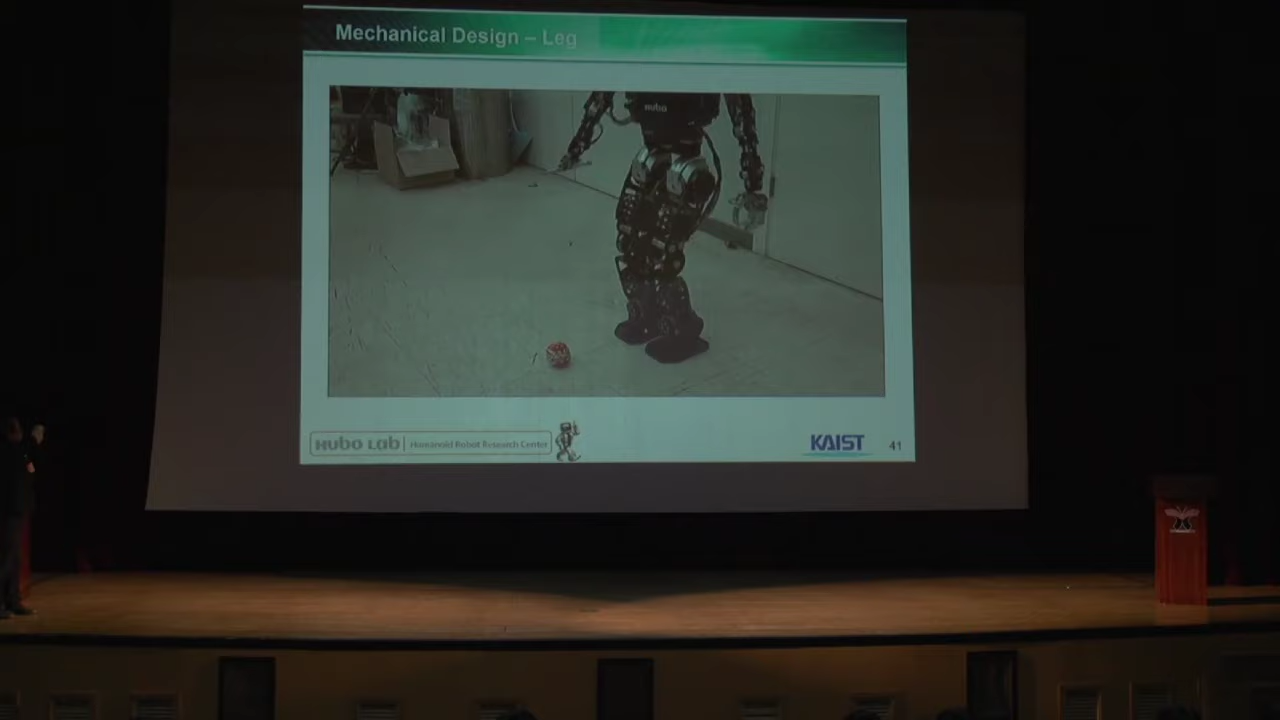 Mechanical Design – Leg
HUBO
HUBO LAB | Humanoid Robot Research Center
KAIST
41